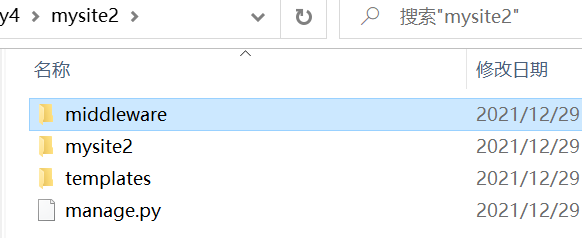 y4 > mysite2 搜索"mysite2"
名称 修改日期
middleware 2021/12/29
mysite2 2021/12/29
templates 2021/12/29
manage.py 2021/12/29